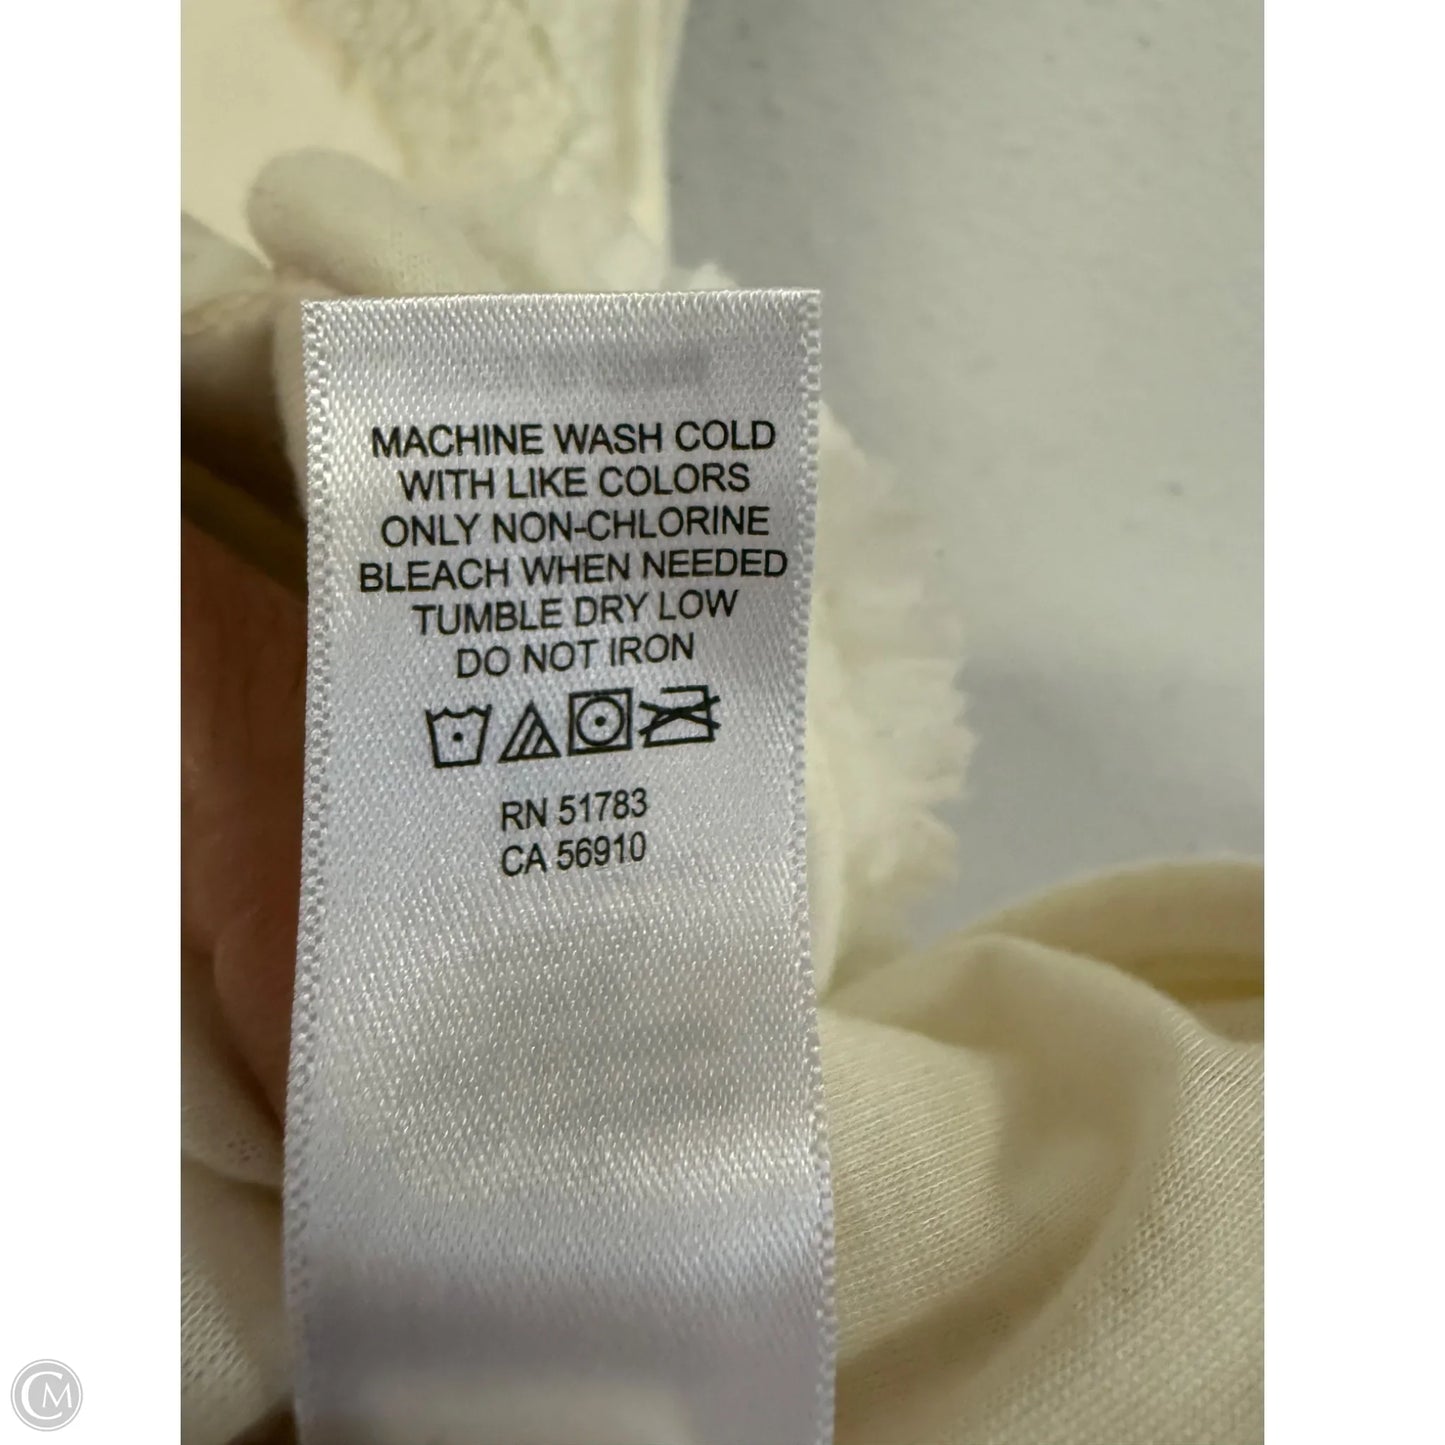 MACHINE WASH COLD
WITH LIKE COLORS
ONLY NON-CHLORINE
BLEACH WHEN NEEDED
TUMBLE DRY LOW
DO NOT IRON
RN 51783
CA 56910
CM